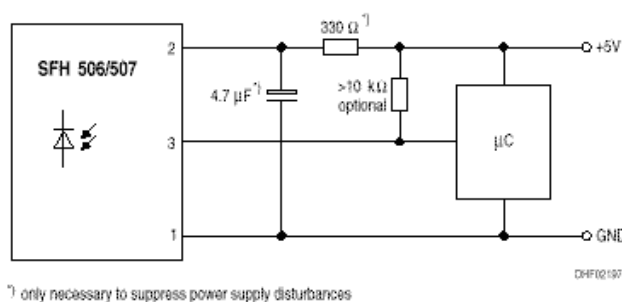 330 Ω *)
2
+5V
SFH 506/507
4.7 µF*)
>10 kΩ
optional
3
µC
1
GND
OHF02197
*) only necessary to suppress power supply disturbances